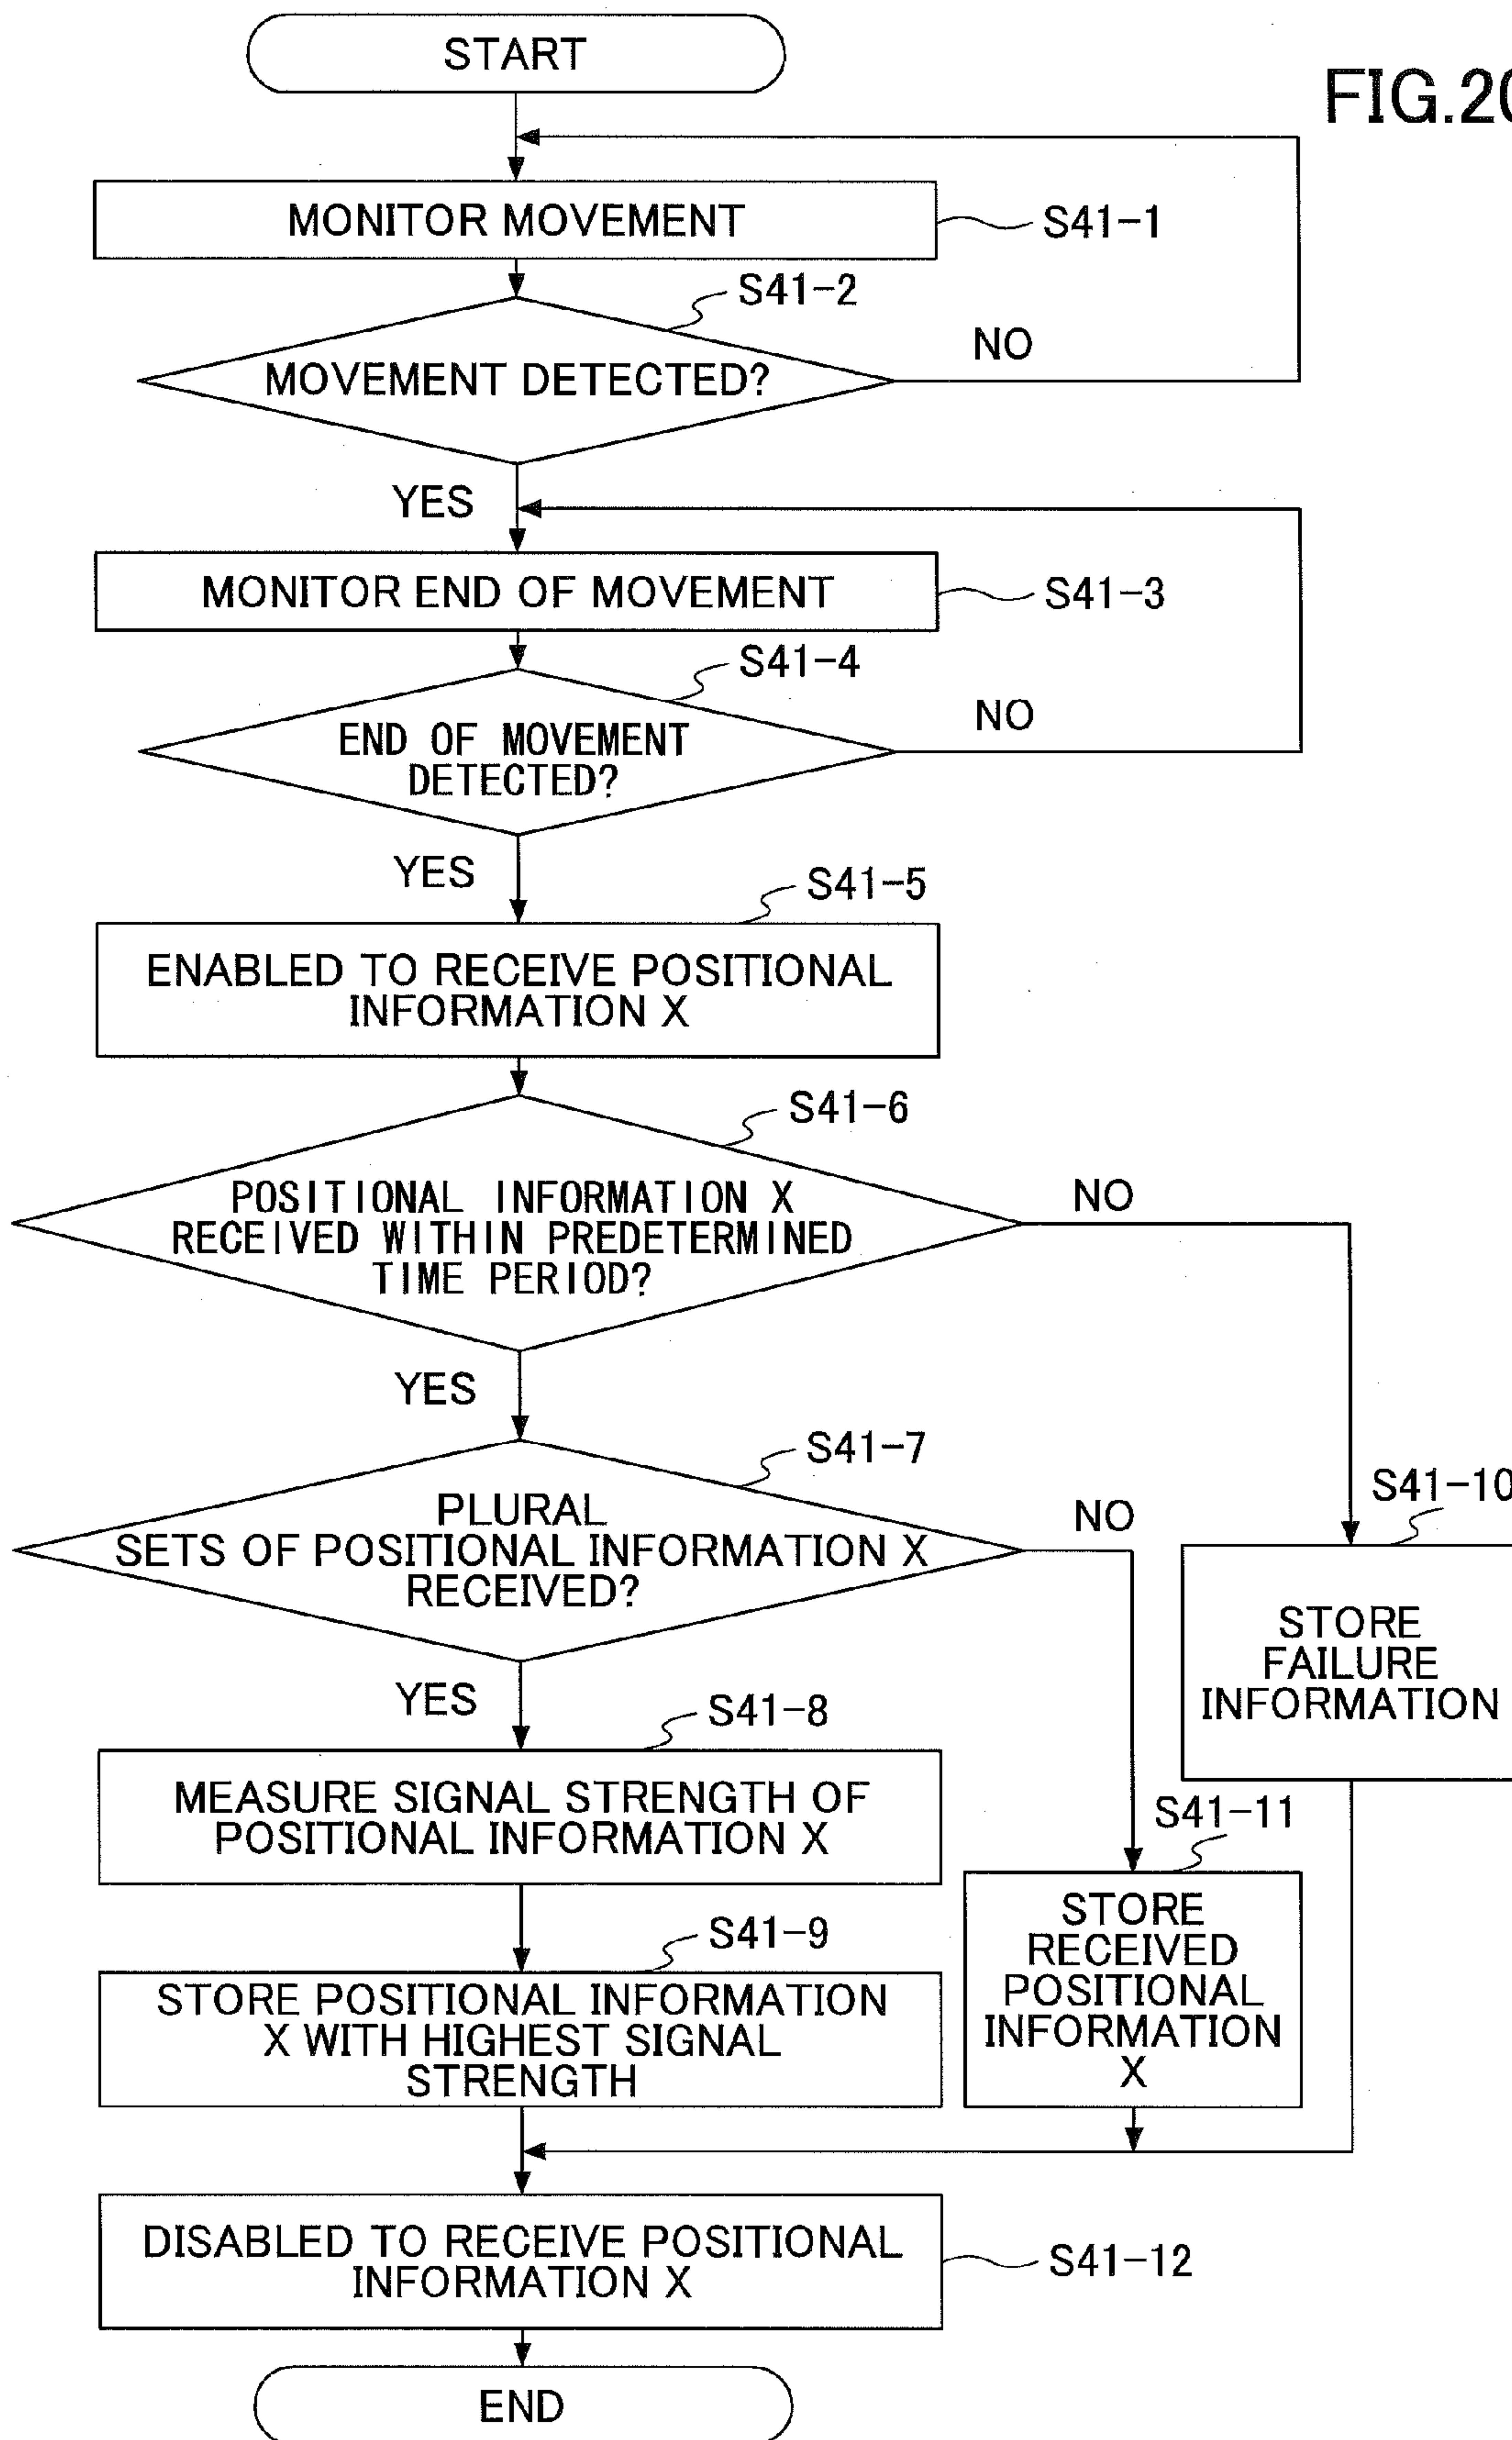 START
FIG.20
MONITOR MOVEMENT
S41-1
S41-2
MOVEMENT DETECTED?
NO
YES
MONITOR END OF MOVEMENT
S41-3
S41-4
END OF MOVEMENT
DETECTED?
NO
YES
S41-5
ENABLED TO RECEIVE POSITIONAL
INFORMATION X
S41-6
POSITIONAL INFORMATION X
RECEIVED WITHIN PREDETERMINED
TIME PERIOD?
NO
YES
S41-7
PLURAL
SETS OF POSITIONAL INFORMATION X
RECEIVED?
NO
S41-10
STORE
FAILURE
INFORMATION
YES
S41-8
MEASURE SIGNAL STRENGTH OF
POSITIONAL INFORMATION X
S41-11
STORE
RECEIVED
POSITIONAL
INFORMATION
X
S41-9
STORE POSITIONAL INFORMATION
X WITH HIGHEST SIGNAL
STRENGTH
DISABLED TO RECEIVE POSITIONAL
INFORMATION X
S41-12
END